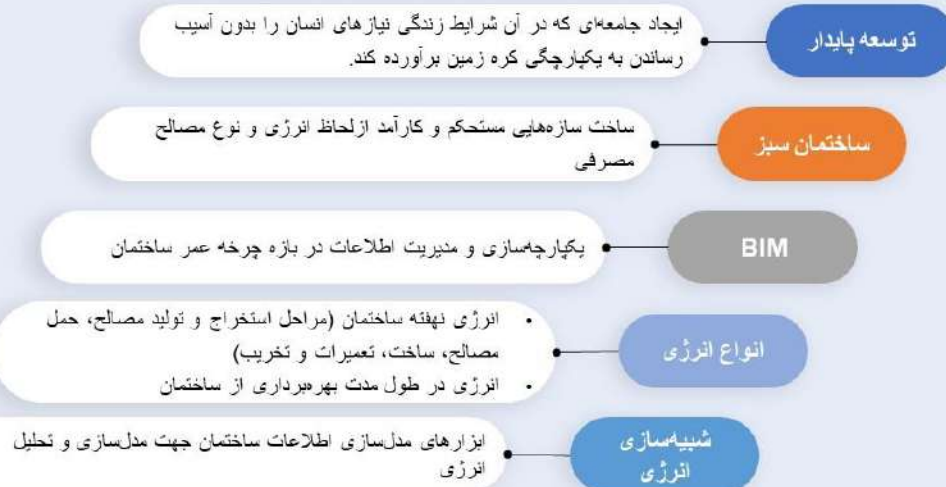 توسعه پایدار
ایجاد جامعه‌ای که در آن شرایط زندگی نیازهای انسان را بدون آسیب
رساندن به یکپارچگی کره زمین برآورده کند.
ساختمان سبز
ساخت سازه‌هایی مستحکم و کارآمد ازلحاظ انرژی و نوع مصالح
مصرفی
BIM
یکپارچه‌سازی و مدیریت اطلاعات در بازه چرخه عمر ساختمان
انواع انرژی
• انرژی نهفته ساختمان (مراحل استخراج و تولید مصالح، حمل
مصالح، ساخت، تعمیرات و تخریب)
• انرژی در طول مدت بهره‌برداری از ساختمان
شبیه‌سازی
انرژی
ابزارهای مدل‌سازی اطلاعات ساختمان جهت مدل‌سازی و تحلیل
انرژی